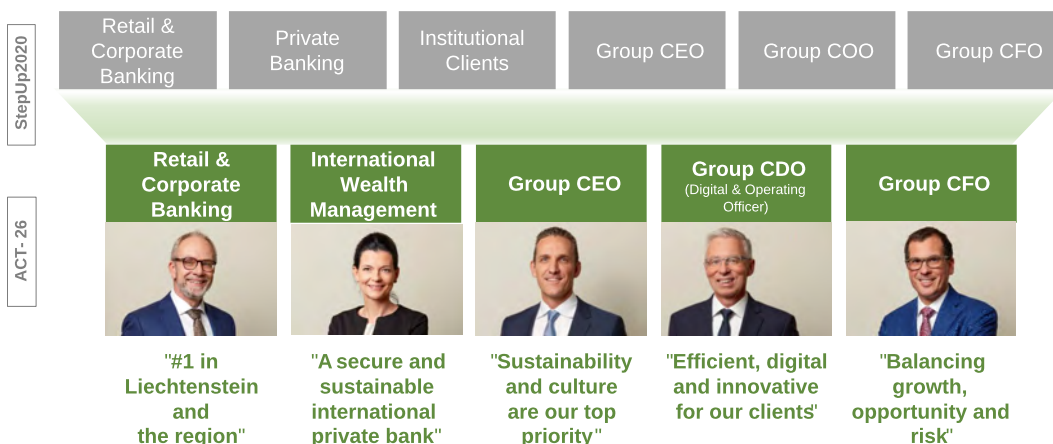 StepUp2020
Retail &
Corporate
Banking
Private
Banking
Institutional
Clients
Group CEO
Group COO
Group CFO
ACT- 26
Retail &
Corporate
Banking
International
Wealth
Management
Group CEO
Group CDO
(Digital & Operating
Officer)
Group CFO
"#1 in
Liechtenstein
and
the region"
"A secure and
sustainable
international
private bank"
"Sustainability
and culture
are our top
priority"
"Efficient, digital
and innovative
for our clients"
"Balancing
growth,
opportunity and
risk"